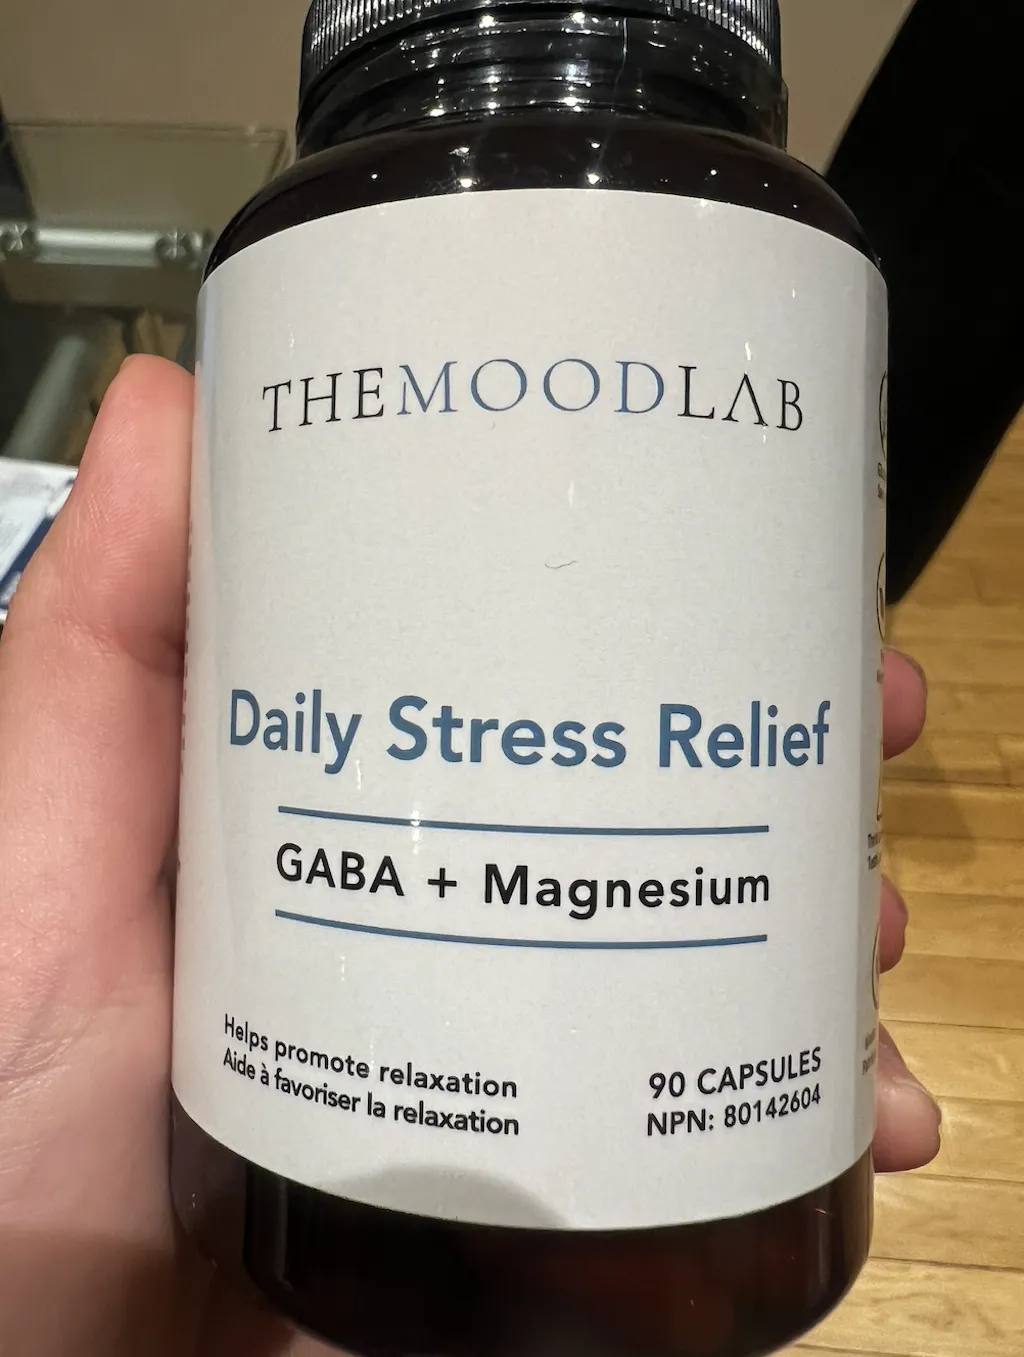 THEMOODLAB
Daily Stress Relief
GABA + Magnesium
Helps promote relaxation
Aide à favoriser la relaxation
90 CAPSULES
NPN: 80142604